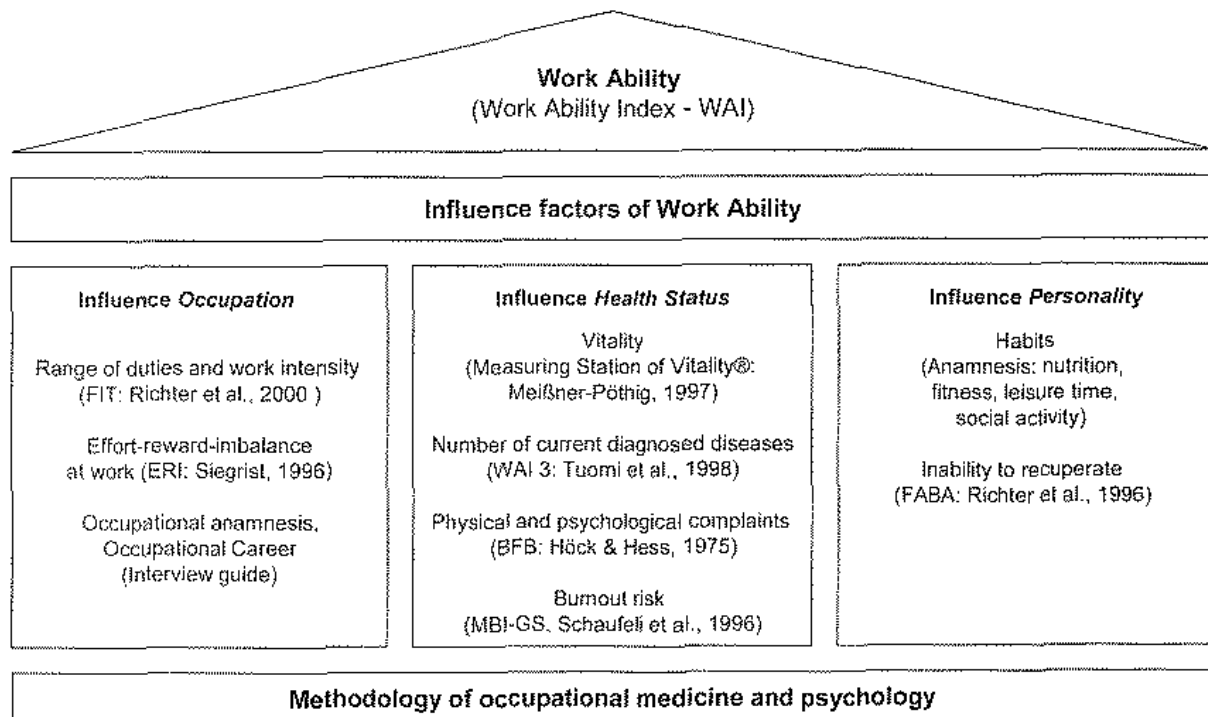 Work Ability
(Work Ability Index - WAI)
Influence factors of Work Ability
Influence Occupation
Range of duties and work intensity
(FIT: Richter et al., 2000 )
Effort-reward-imbalance
at work (ERI: Siegrist, 1996)
Occupational anamnesis,
Occupational Career
(Interview guide)
Influence Health Status
Vitality
(Measuring Station of Vitality®:
Meißner-Pöthig, 1997)
Number of current diagnosed diseases
(WAI 3: Tuomi et al., 1998)
Physical and psychological complaints
(BFB: Höck & Hess, 1975)
Burnout risk
(MBI-GS, Schaufeli et al., 1996)
Influence Personality
Habits
(Anamnesis: nutrition,
fitness, leisure time,
social activity)
Inability to recuperate
(FABA: Richter et al., 1996)
Methodology of occupational medicine and psychology